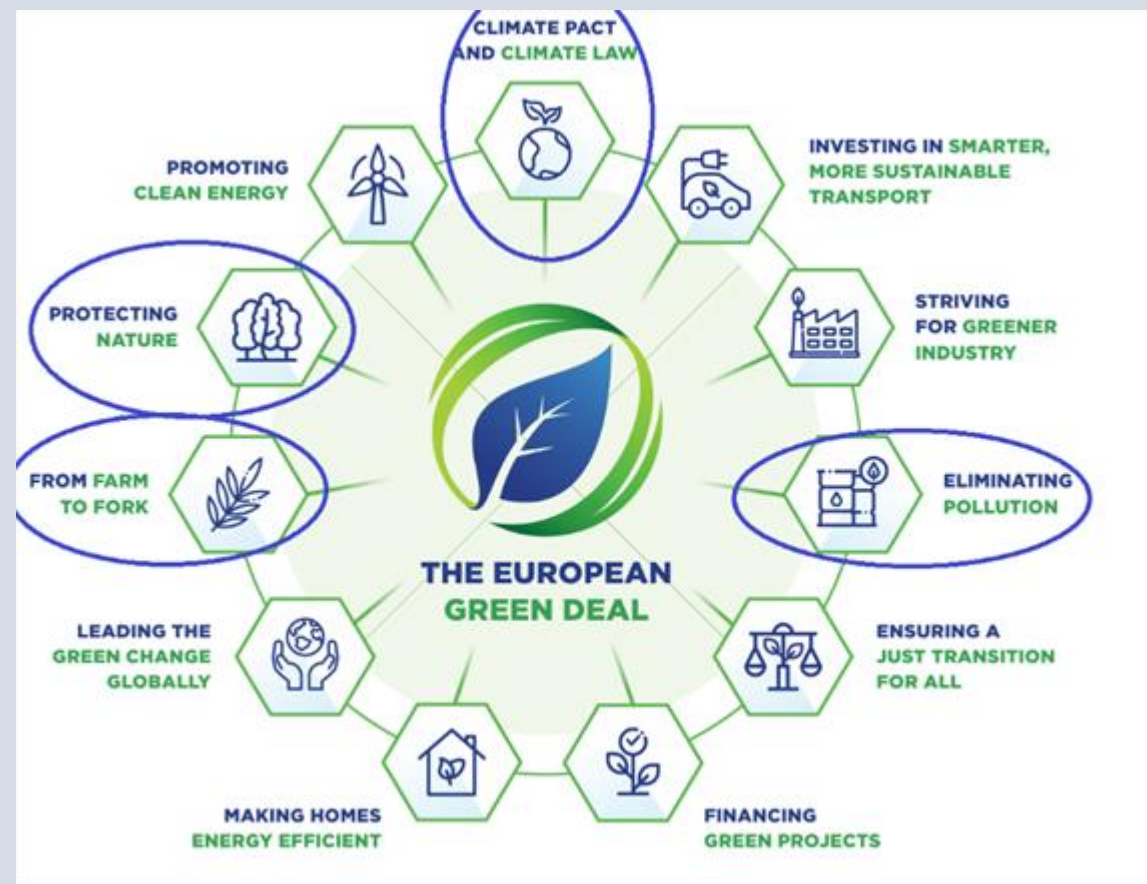 CLIMATE PACT
AND CLIMATE LAW
INVESTING IN SMARTER,
MORE SUSTAINABLE
TRANSPORT
STRIVING
FOR GREENER
INDUSTRY
ELIMINATING
POLLUTION
ENSURING A
JUST TRANSITION
FOR ALL
FINANCING
GREEN PROJECTS
MAKING HOMES
ENERGY EFFICIENT
LEADING THE
GREEN CHANGE
GLOBALLY
FROM FARM
TO FORK
PROTECTING
NATURE
PROMOTING
CLEAN ENERGY
THE EUROPEAN
GREEN DEAL